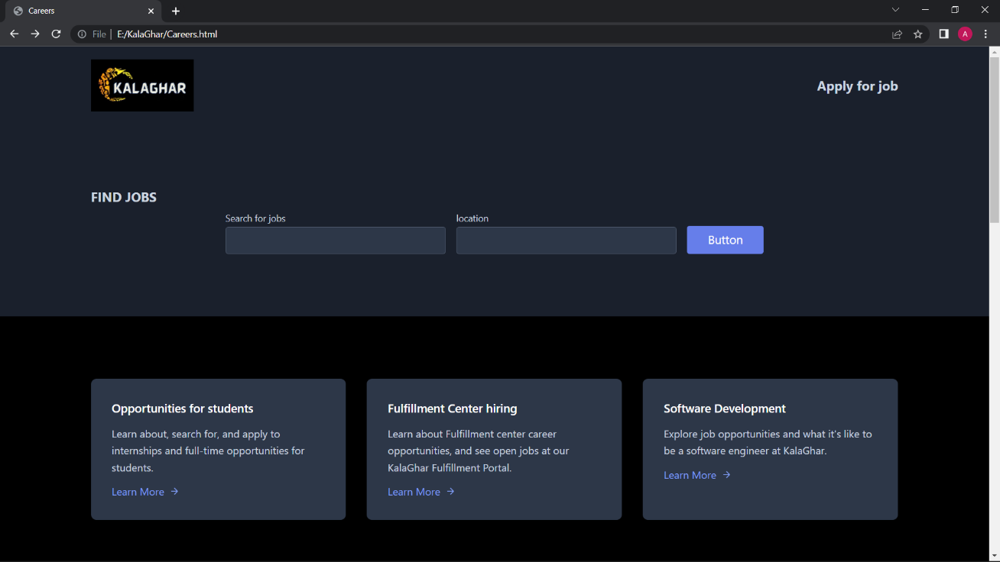 Careers
File | E:/KalaGhar/Careers.html
A
KALAGHAR
Apply for job
FIND JOBS
Search for jobs
location
Button
Opportunities for students
Learn about, search for, and apply to
internships and full-time opportunities for
students.
Learn More →
Fulfillment Center hiring
Learn about Fulfillment center career
opportunities, and see open jobs at our
KalaGhar Fulfillment Portal.
Learn More →
Software Development
Explore job opportunities and what it's like to
be a software engineer at KalaGhar.
Learn More →